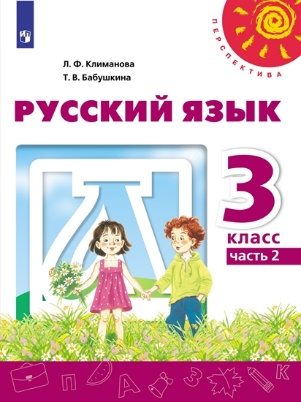 ПЕРСПЕКТИВА
Л. Ф. Климанова
Т. В. Бабушкина
РУССКИЙ ЯЗЫК
3
класс
часть 2
Л
П А З К